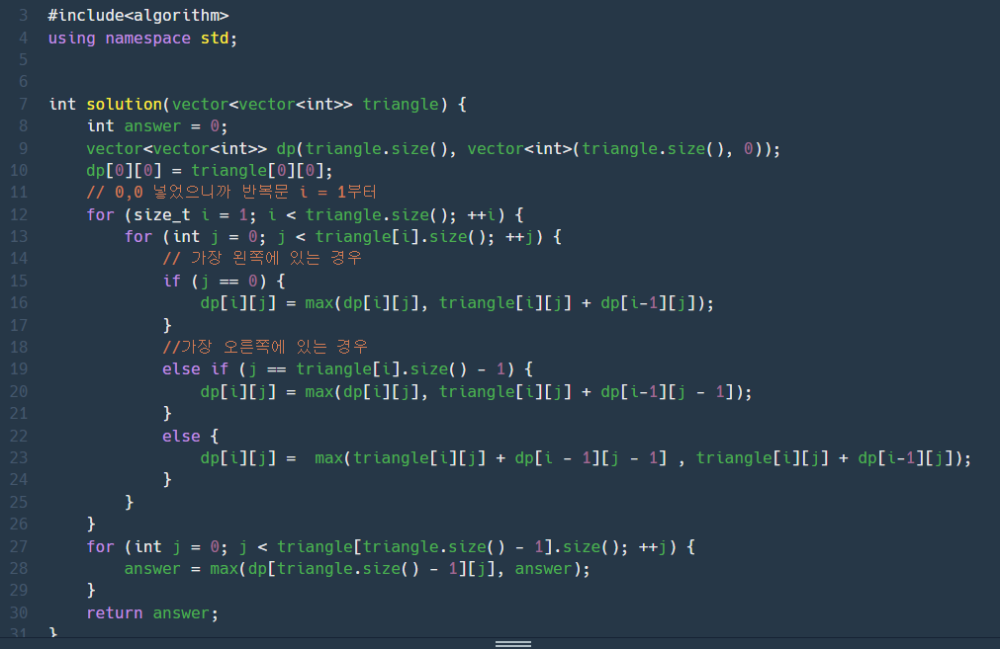 3 #include<algorithm>
4 using namespace std;
5
6
7 int solution(vector<vector<int>> triangle) {
8     int answer = 0;
9     vector<vector<int>> dp(triangle.size(), vector<int>(triangle.size(), 0));
10     dp[0][0] = triangle[0][0];
11     // 0,0 넣었으니까 반복문 i = 1부터
12     for (size_t i = 1; i < triangle.size(); ++i) {
13         for (int j = 0; j < triangle[i].size(); ++j) {
14             // 가장 왼쪽에 있는 경우
15             if (j == 0) {
16                 dp[i][j] = max(dp[i][j], triangle[i][j] + dp[i-1][j]);
17             }
18             //가장 오른쪽에 있는 경우
19             else if (j == triangle[i].size() - 1) {
20                 dp[i][j] = max(dp[i][j], triangle[i][j] + dp[i-1][j - 1]);
21             }
22             else {
23                 dp[i][j] =  max(triangle[i][j] + dp[i - 1][j - 1] , triangle[i][j] + dp[i-1][j]);
24             }
25         }
26     }
27     for (int j = 0; j < triangle[triangle.size() - 1].size(); ++j) {
28         answer = max(dp[triangle.size() - 1][j], answer);
29     }
30     return answer;
31 }